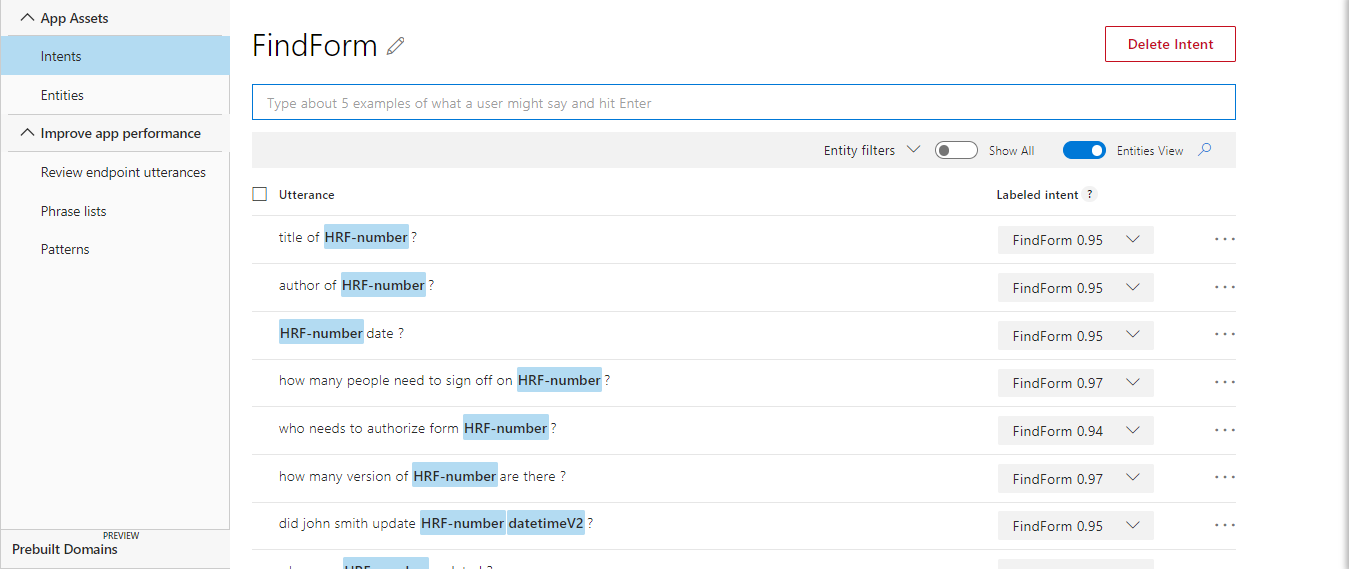 App Assets
Intents
Entities
Improve app performance
Review endpoint utterances
Phrase lists
Patterns
PREVIEW
Prebuilt Domains
FindForm
Delete Intent
Type about 5 examples of what a user might say and hit Enter
Entity filters Show All Entities View
Utterance Labeled intent ?
title of HRF-number ? FindForm 0.95 ...
author of HRF-number ? FindForm 0.95 ...
HRF-number date ? FindForm 0.95 ...
how many people need to sign off on HRF-number ? FindForm 0.97 ...
who needs to authorize form HRF-number ? FindForm 0.94 ...
how many version of HRF-number are there ? FindForm 0.97 ...
did john smith update HRF-number datetimeV2 ? FindForm 0.95 ...
HRF-number ?